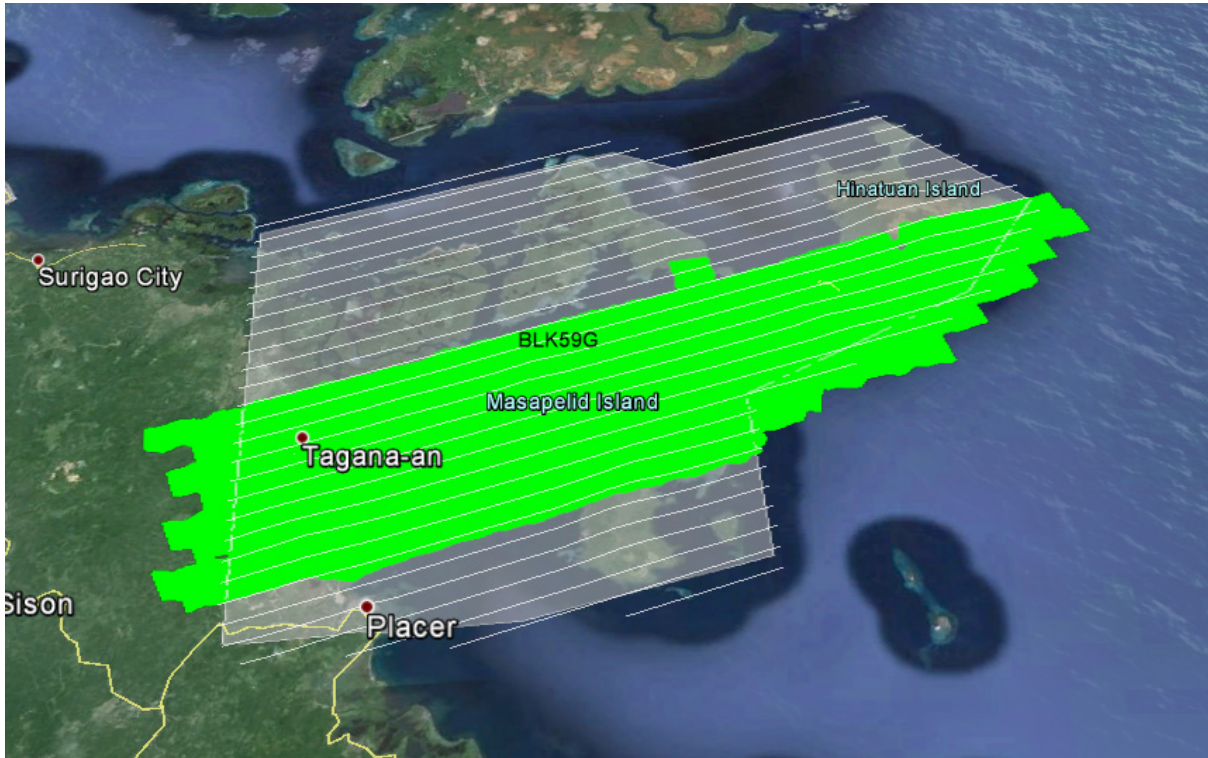 Hinatuan Island
Surigao City
BLK59G
Masapelid Island
Tagana-an
Sison
Placer